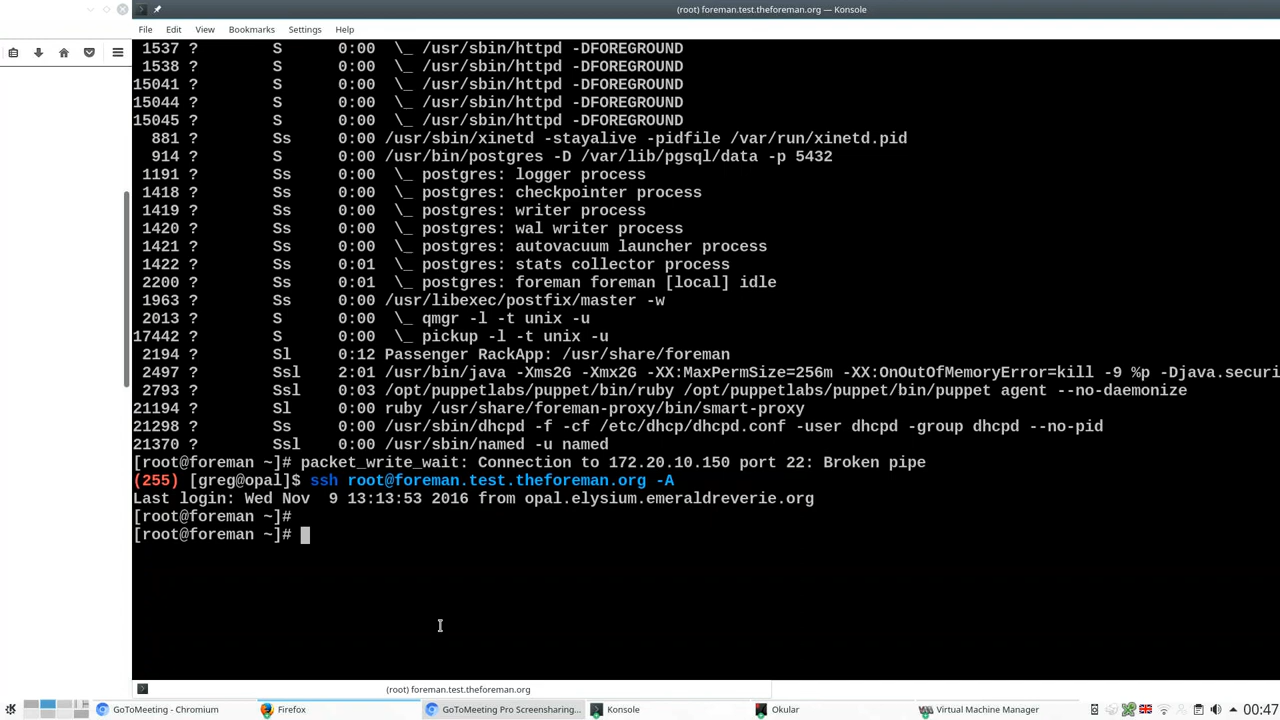 (root) foreman.test.theforeman.org — Konsole
File Edit View Bookmarks Settings Help
1537 ? S 0:00 \_ /usr/sbin/httpd -DFOREGROUND
1538 ? S 0:00 \_ /usr/sbin/httpd -DFOREGROUND
15041 ? S 0:00 \_ /usr/sbin/httpd -DFOREGROUND
15044 ? S 0:00 \_ /usr/sbin/httpd -DFOREGROUND
15045 ? S 0:00 \_ /usr/sbin/httpd -DFOREGROUND
881 ? Ss 0:00 /usr/sbin/xinetd -stayalive -pidfile /var/run/xinetd.pid
914 ? S 0:00 /usr/bin/postgres -D /var/lib/pgsql/data -p 5432
1191 ? Ss 0:00 \_ postgres: logger process
1418 ? Ss 0:00 \_ postgres: checkpointer process
1419 ? Ss 0:00 \_ postgres: writer process
1420 ? Ss 0:00 \_ postgres: wal writer process
1421 ? Ss 0:00 \_ postgres: autovacuum launcher process
1422 ? Ss 0:01 \_ postgres: stats collector process
2200 ? Ss 0:01 \_ postgres: foreman foreman [local] idle
1963 ? Ss 0:00 /usr/libexec/postfix/master -w
2013 ? S 0:00 \_ qmgr -l -t unix -u
17442 ? S 0:00 \_ pickup -l -t unix -u
2194 ? Sl 0:12 Passenger RackApp: /usr/share/foreman
2497 ? Ssl 2:01 /usr/bin/java -Xms2G -Xmx2G -XX:MaxPermSize=256m -XX:OnOutOfMemoryError=kill -9 %p -Djava.securi
2793 ? Ssl 0:03 /opt/puppetlabs/puppet/bin/ruby /opt/puppetlabs/puppet/bin/puppet agent --no-daemonize
21194 ? Sl 0:00 ruby /usr/share/foreman-proxy/bin/smart-proxy
21298 ? Ss 0:00 /usr/sbin/dhcpd -f -cf /etc/dhcp/dhcpd.conf -user dhcpd -group dhcpd --no-pid
21370 ? Ssl 0:00 /usr/sbin/named -u named
[root@foreman ~]# packet_write_wait: Connection to 172.20.10.150 port 22: Broken pipe
(255) [greg@opal]$ ssh root@foreman.test.theforeman.org -A
Last login: Wed Nov  9 13:13:53 2016 from opal.elysium.emeraldreverie.org
[root@foreman ~]#
[root@foreman ~]#
(root) foreman.test.theforeman.org
GoToMeeting - Chromium Firefox GoToMeeting Pro Screensharing... Konsole Okular Virtual Machine Manager 00:47